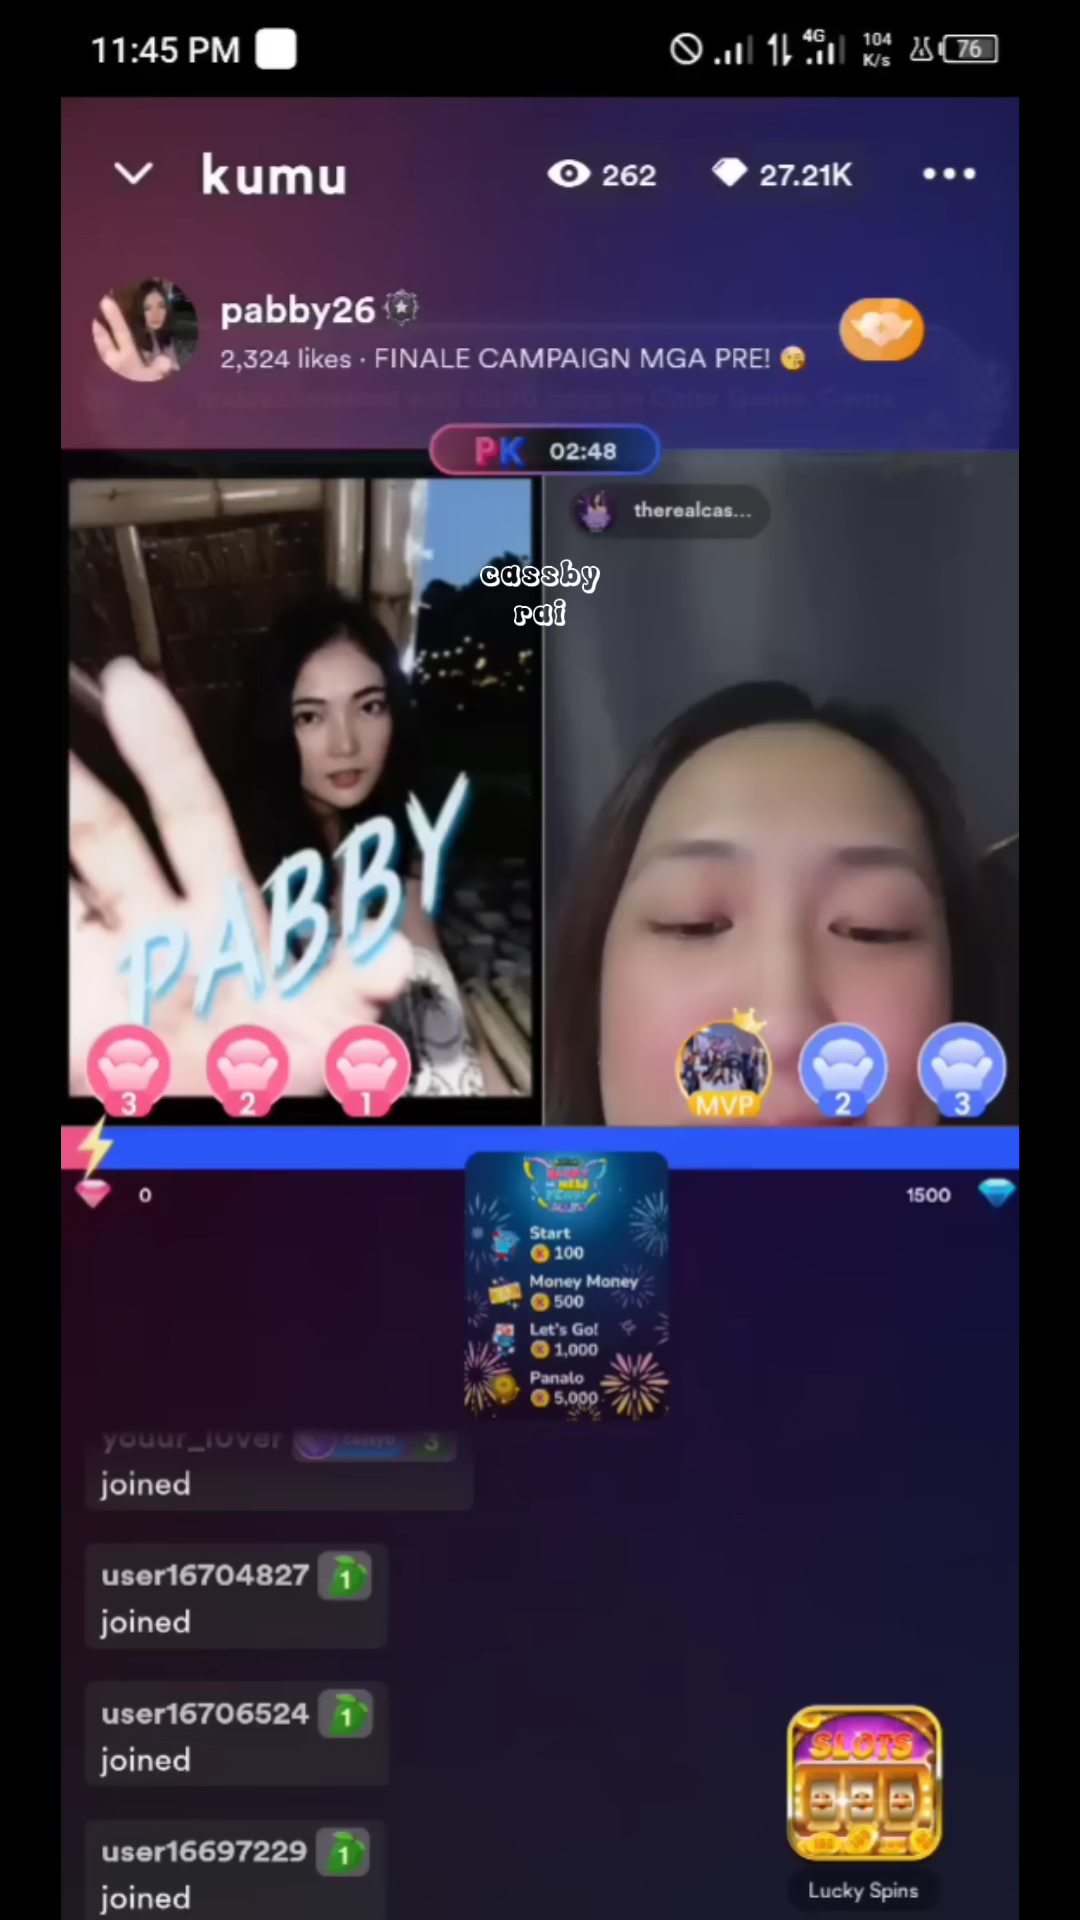 11:45 PM 4G 104 K/s 76
kumu 262 27.21K
pabby26
2,324 likes · FINALE CAMPAIGN MGA PRE! 😘
PK 02:48
therealcas...
cassby
rai
PABBY
3 2 1 MVP 2 3
0 1500
Start
100
Money Money
500
Let's Go!
1,000
Panalo
5,000
youur_l0ver 3
joined
user16704827 1
joined
user16706524 1
joined
user16697229 1
joined
SLOTS
Lucky Spins